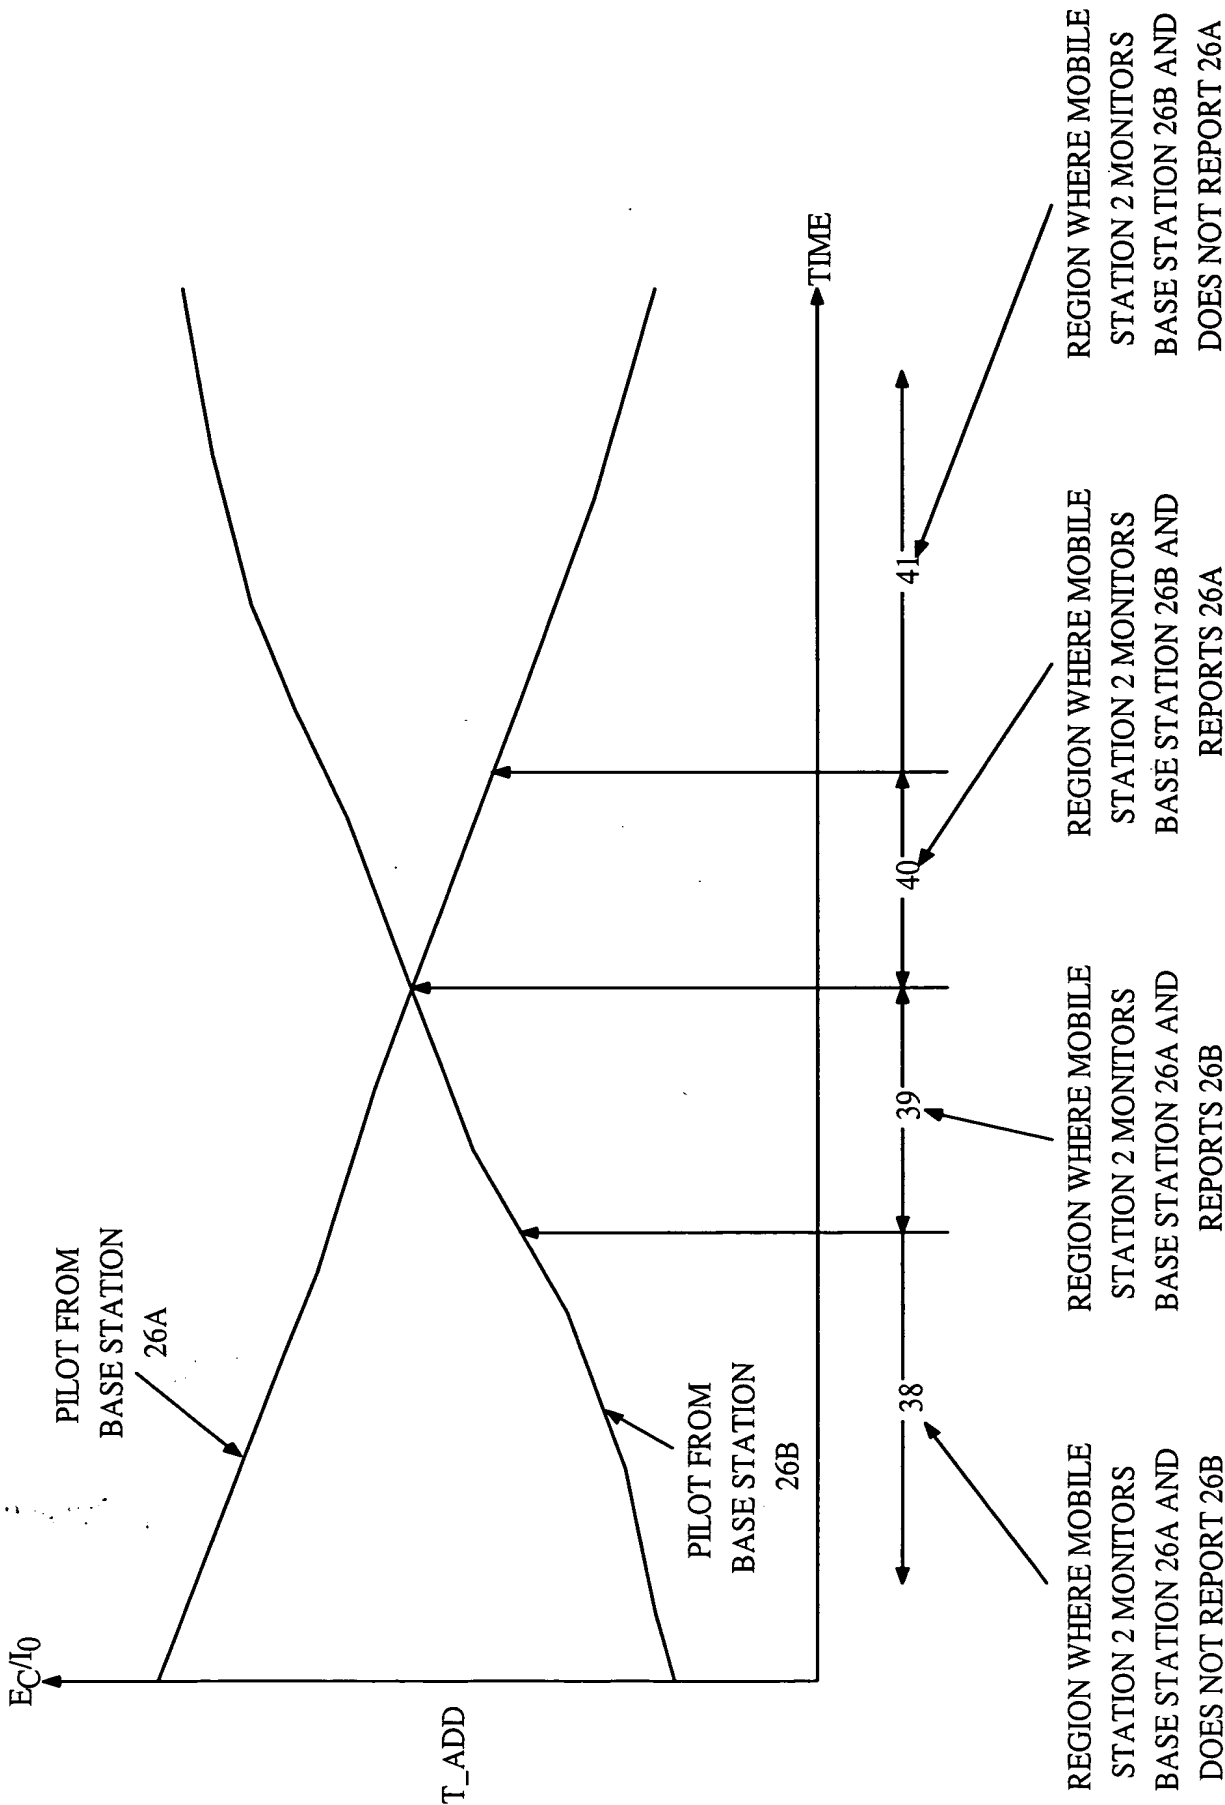 EC/I0
PILOT FROM
BASE STATION
26A
T_ADD
PILOT FROM
BASE STATION
26B
TIME
38
39
40
41
REGION WHERE MOBILE
STATION 2 MONITORS
BASE STATION 26A AND
DOES NOT REPORT 26B
REGION WHERE MOBILE
STATION 2 MONITORS
BASE STATION 26A AND
REPORTS 26B
REGION WHERE MOBILE
STATION 2 MONITORS
BASE STATION 26B AND
REPORTS 26A
REGION WHERE MOBILE
STATION 2 MONITORS
BASE STATION 26B AND
DOES NOT REPORT 26A